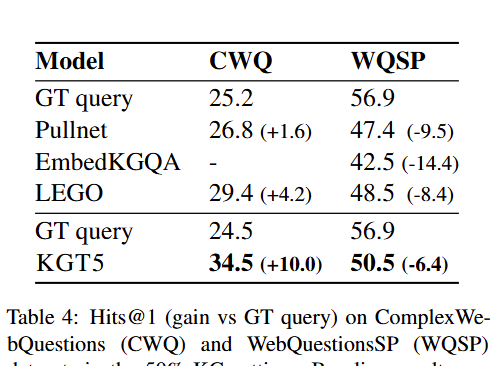 Model CWQ WQSP
GT query 25.2 56.9
Pullnet 26.8 (+1.6) 47.4 (-9.5)
EmbedKGQA - 42.5 (-14.4)
LEGO 29.4 (+4.2) 48.5 (-8.4)
GT query 24.5 56.9
KGT5 34.5 (+10.0) 50.5 (-6.4)
Table 4: Hits@1 (gain vs GT query) on ComplexWe-
bQuestions (CWQ) and WebQuestionsSP (WQSP)